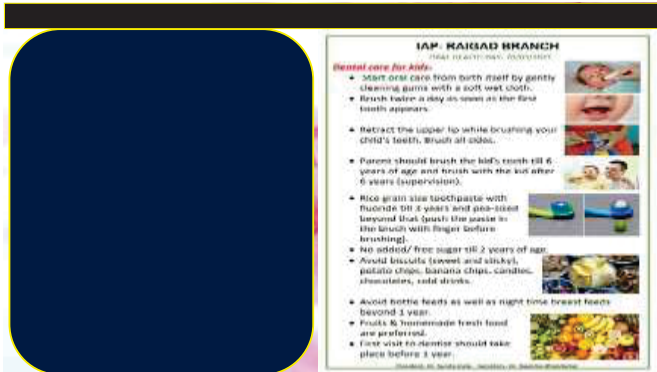 IAP- RAIGAD BRANCH
Dental care for kids-
Start oral care from birth itself by gently
cleaning gums with a soft wet cloth.
Brush twice a day as soon as the first
tooth appears.
Retract the upper lip while brushing your
child's teeth. Brush all sides.
Parent should brush the kid's tooth till 6
years of age and brush with the kid after
6 years (supervision).
Rice grain size toothpaste with
fluoride till 3 years and pea-sized
beyond that (push the paste in
the brush with finger before
brushing).
No added/ free sugar till 2 years of age.
Avoid biscuits (sweet and sticky),
potato chips, banana chips, candies,
chocolates, cold drinks.
Avoid bottle feeds as well as night time breast feeds
beyond 1 year.
Fruits & homemade fresh food
are preferred.
First visit to dentist should take
place before 1 year.